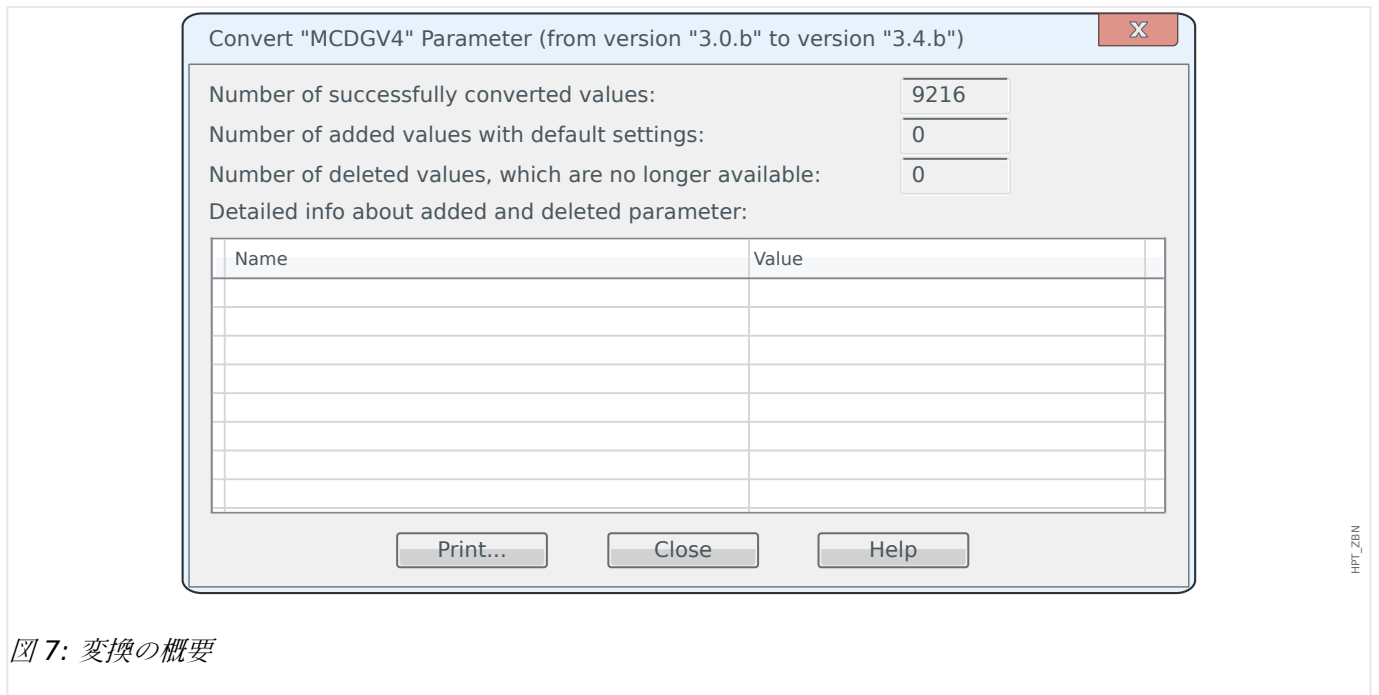 Convert "MCDGV4" Parameter (from version "3.0.b" to version "3.4.b")
X
Number of successfully converted values: 9216
Number of added values with default settings: 0
Number of deleted values, which are no longer available: 0
Detailed info about added and deleted parameter:
Name Value
Print... Close Help
HPT_ZBN
図 7: 変換の概要